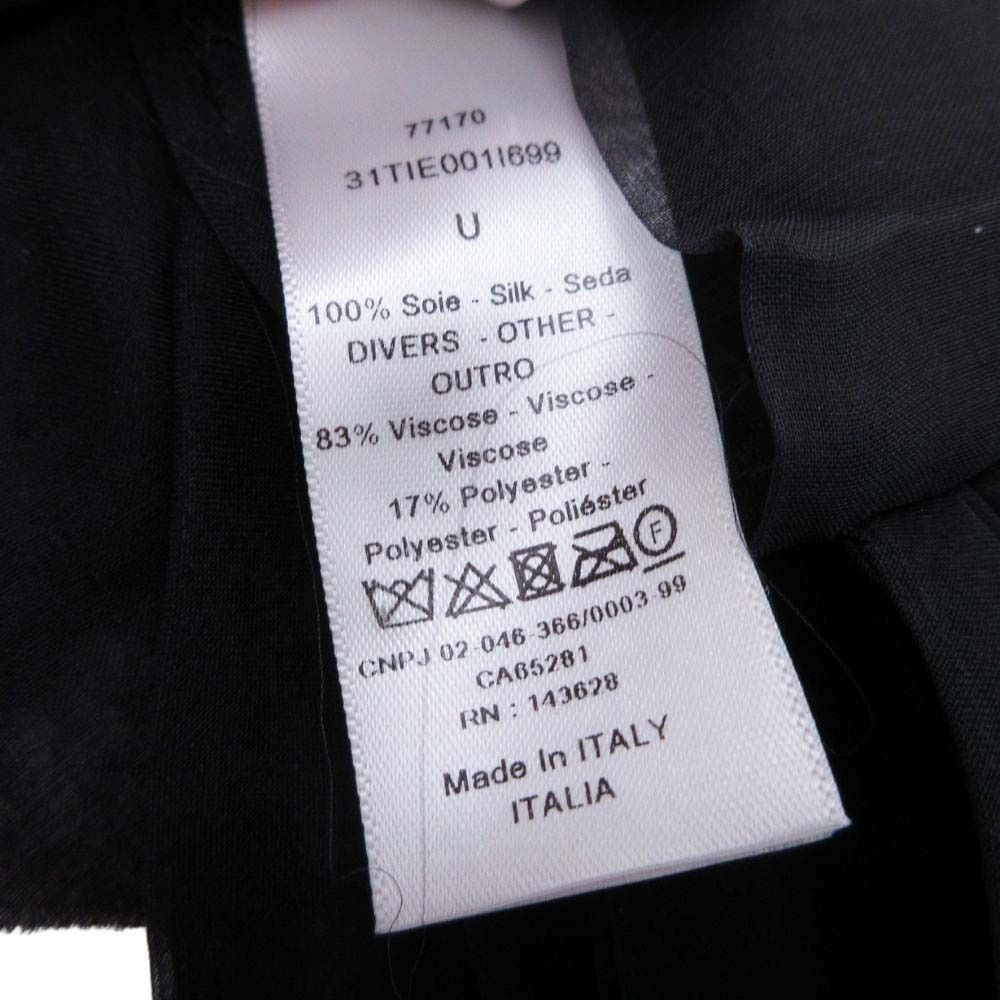 77170
31TIE001I699
U
100% Soie - Silk - Seda
DIVERS - OTHER -
OUTRO
83% Viscose - Viscose -
Viscose
17% Polyester -
Polyester - Poliéster
F
CNPJ 02-046-366/0003-99
CA65281
RN : 143628
Made In ITALY
ITALIA